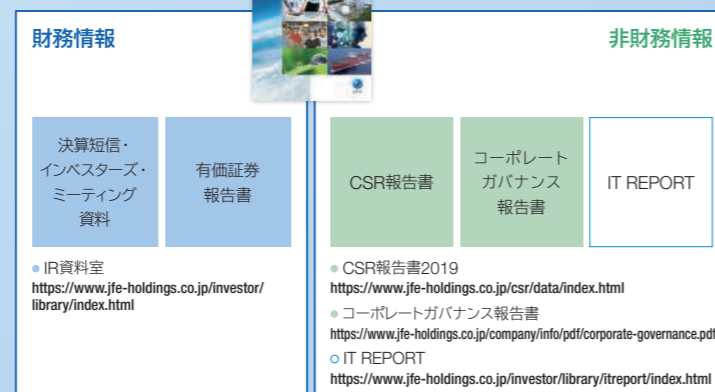 財務情報
非財務情報
決算短信・
インベスターズ・
ミーティング
資料
有価証券
報告書
CSR報告書
コーポレート
ガバナンス
報告書
IT REPORT
● IR資料室
https://www.jfe-holdings.co.jp/investor/
library/index.html
● CSR報告書2019
https://www.jfe-holdings.co.jp/csr/data/index.html
● コーポレートガバナンス報告書
https://www.jfe-holdings.co.jp/company/info/pdf/corporate-governance.pdf
○ IT REPORT
https://www.jfe-holdings.co.jp/investor/library/itreport/index.html